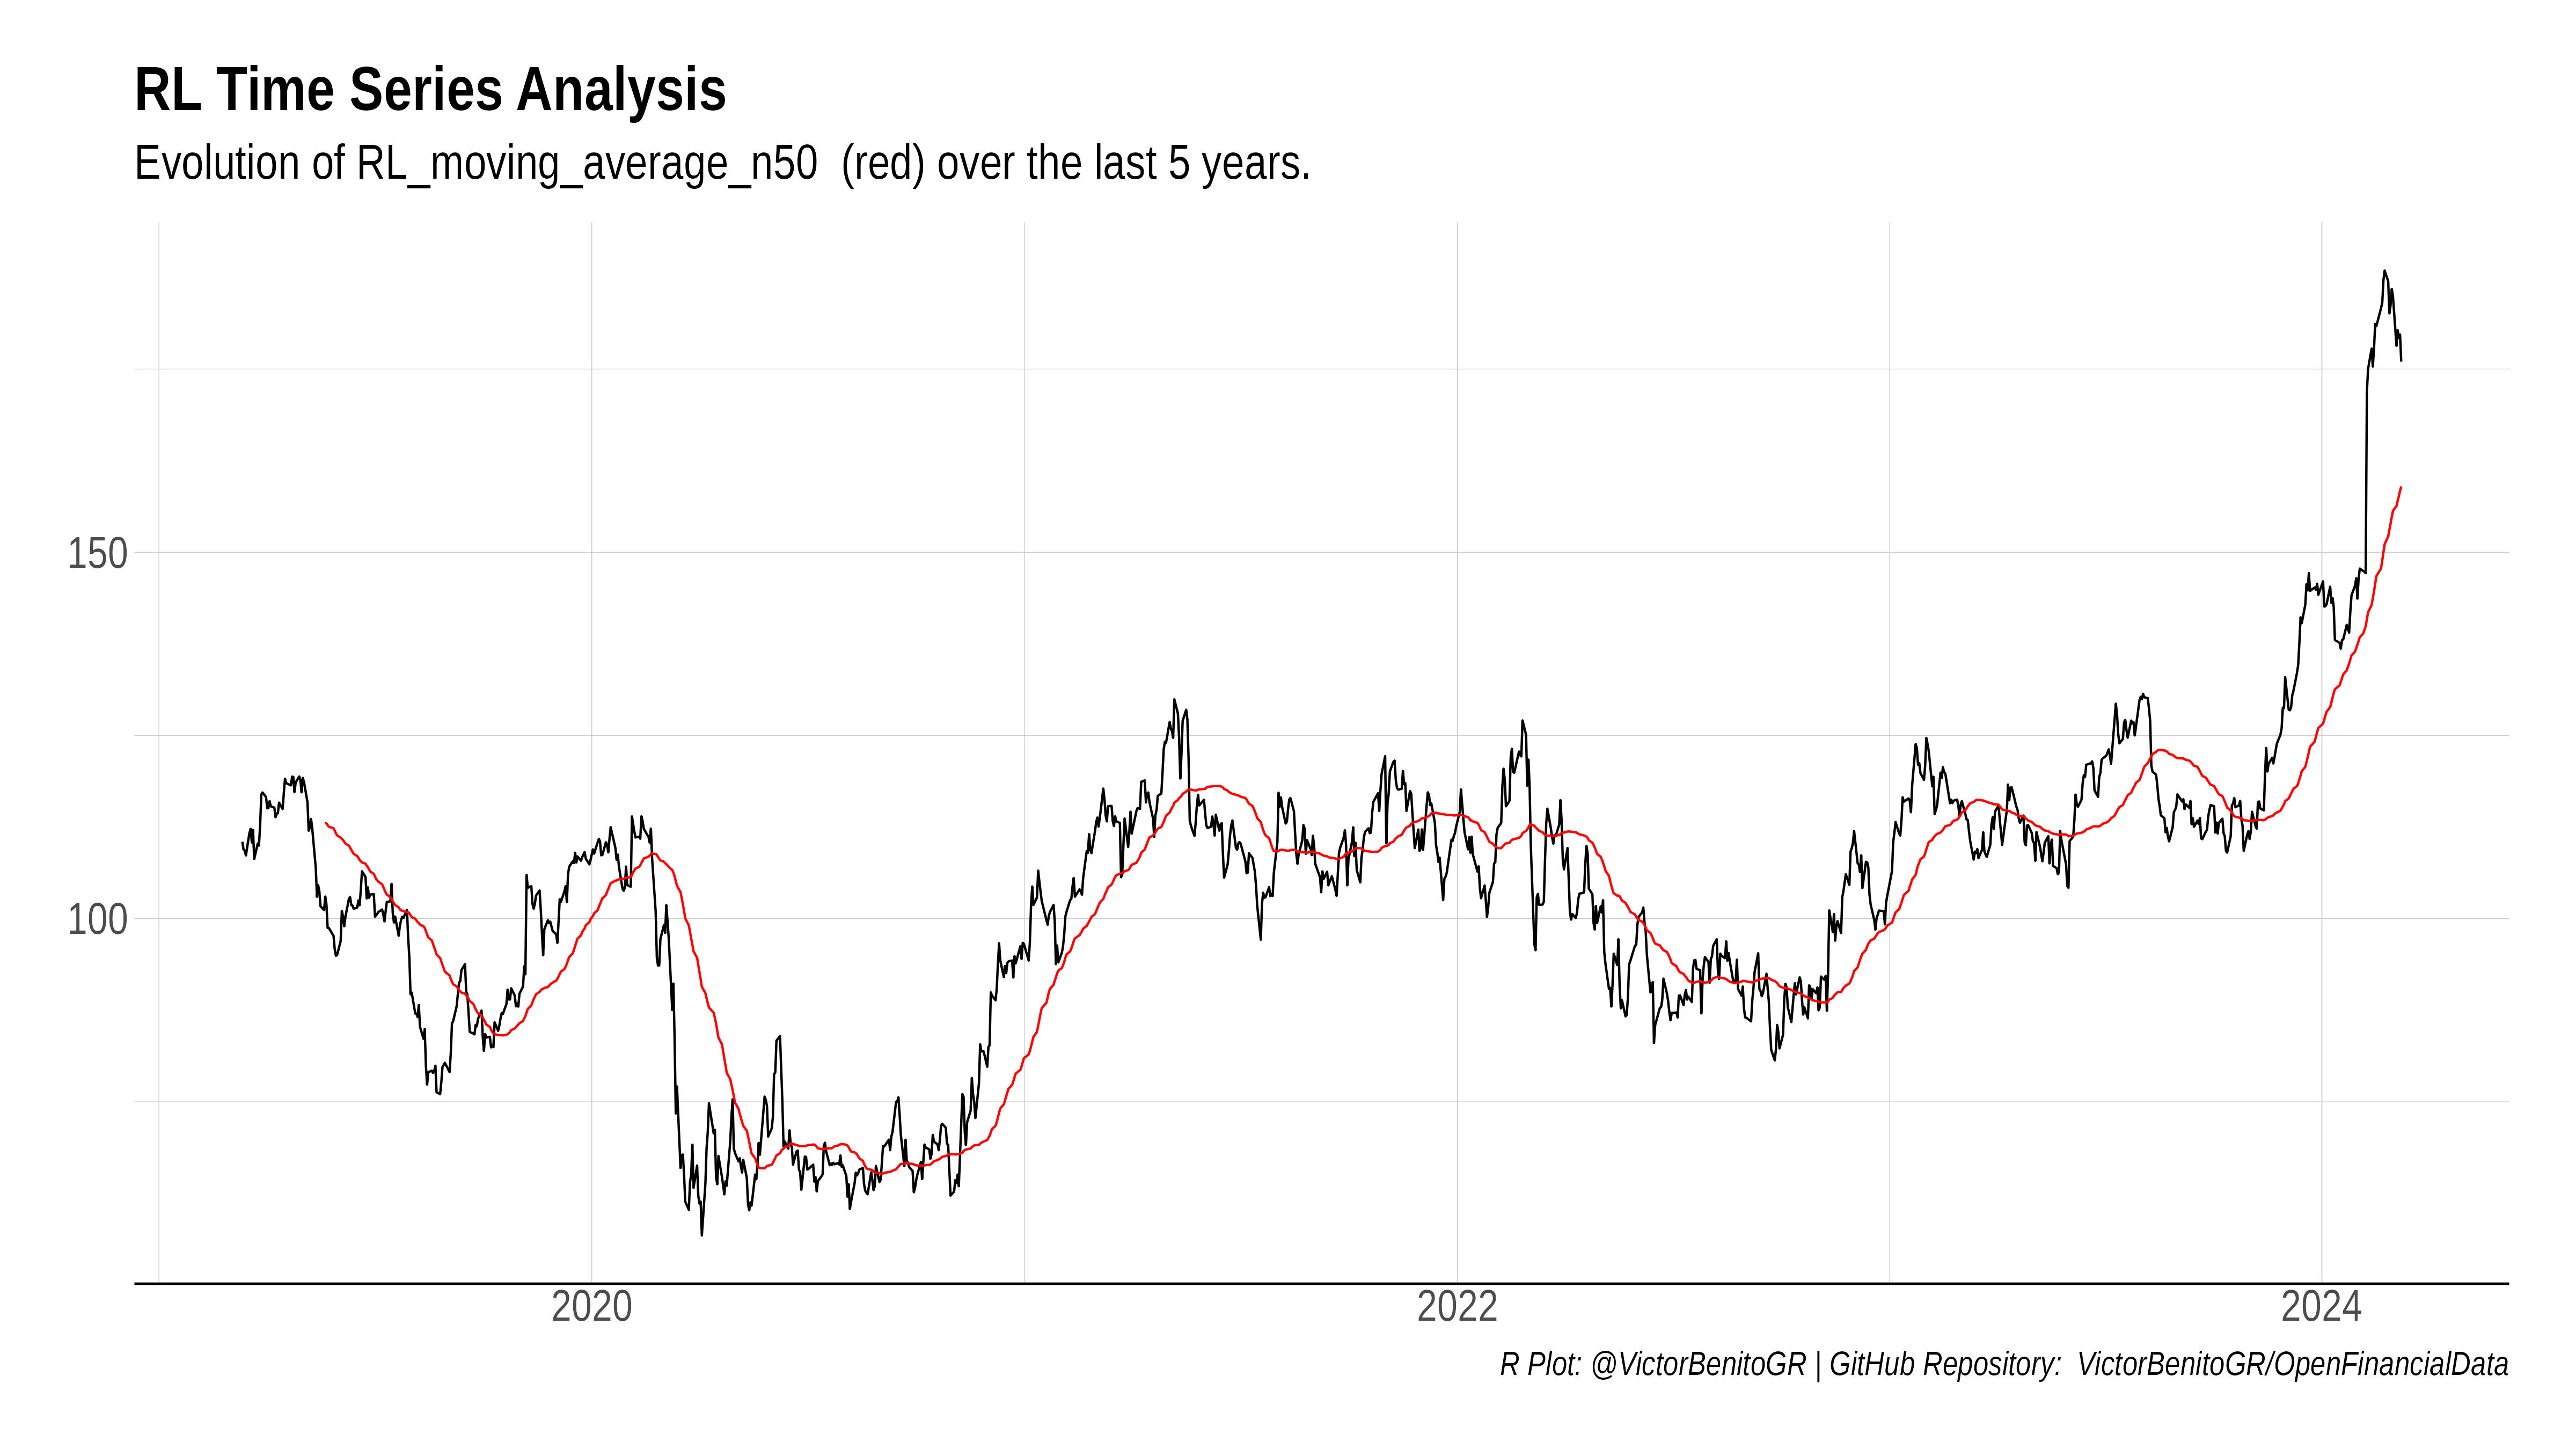 RL Time Series Analysis
Evolution of RL_moving_average_n50  (red) over the last 5 years.
150
100
2020 2022 2024
R Plot: @VictorBenitoGR | GitHub Repository:  VictorBenitoGR/OpenFinancialData